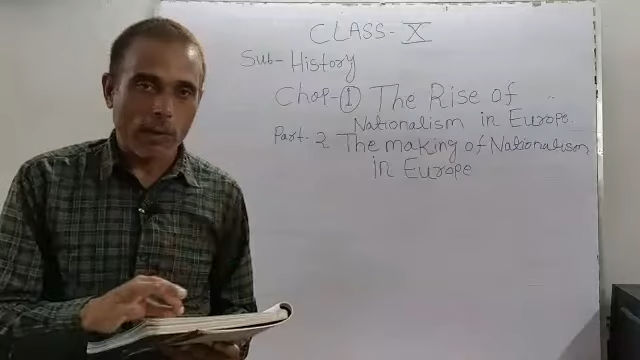 CLASS- X
Sub- History
Chap-① The Rise of
Nationalism in Europe.
Part-2 The making of Nationalism
in Europe